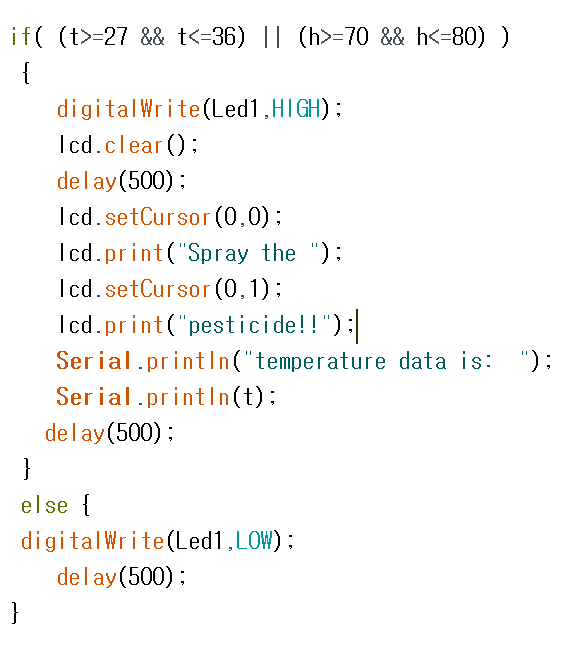 if( (t>=27 && t<=36) || (h>=70 && h<=80) )
{
digitalWrite(Led1,HIGH);
lcd.clear();
delay(500);
lcd.setCursor(0,0);
lcd.print("Spray the ");
lcd.setCursor(0,1);
lcd.print("pesticide!!");
Serial.println("temperature data is:  ");
Serial.println(t);
delay(500);
}
else {
digitalWrite(Led1,LOW);
delay(500);
}